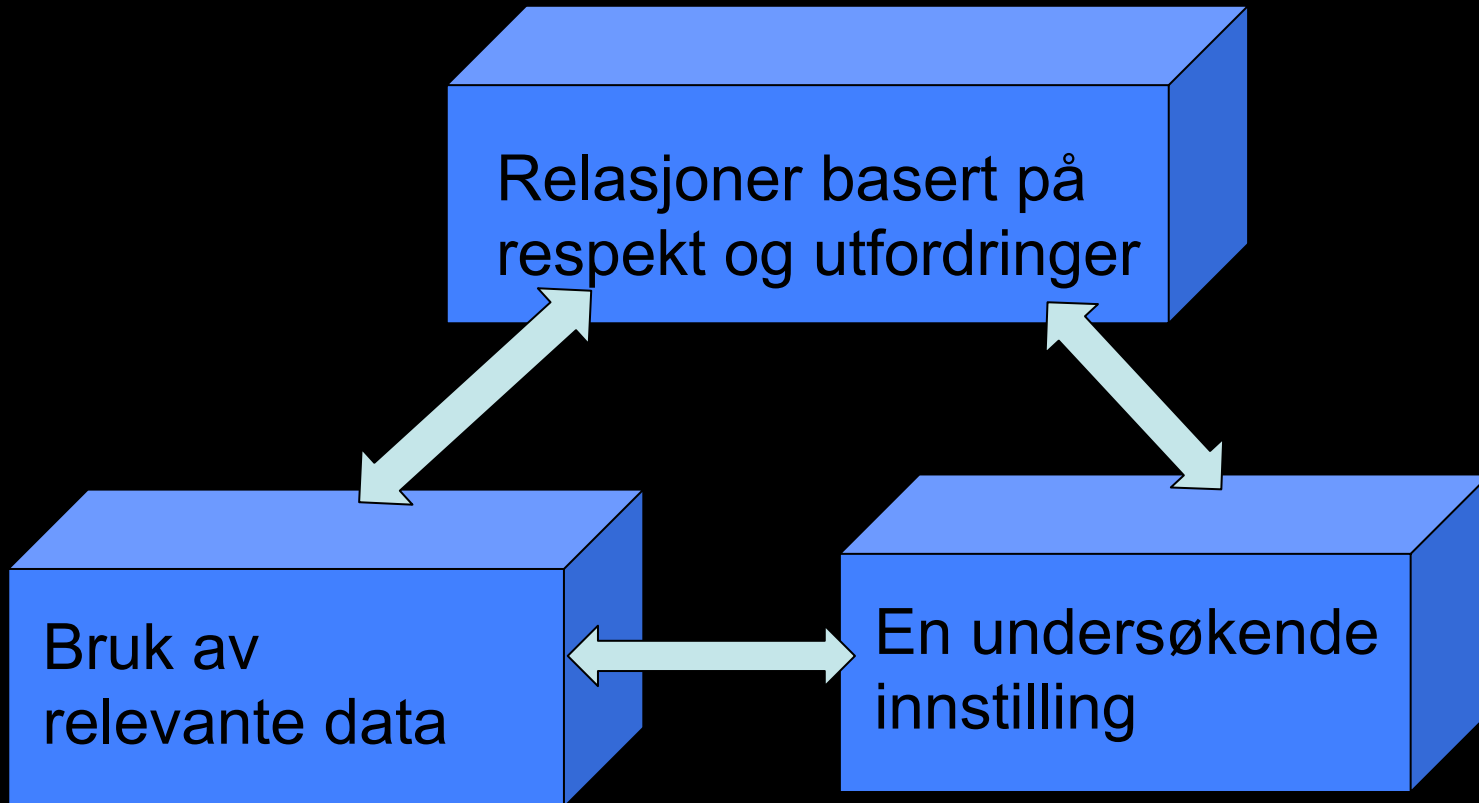 Relasjoner basert på
respekt og utfordringer
Bruk av
relevante data
En undersøkende
innstilling